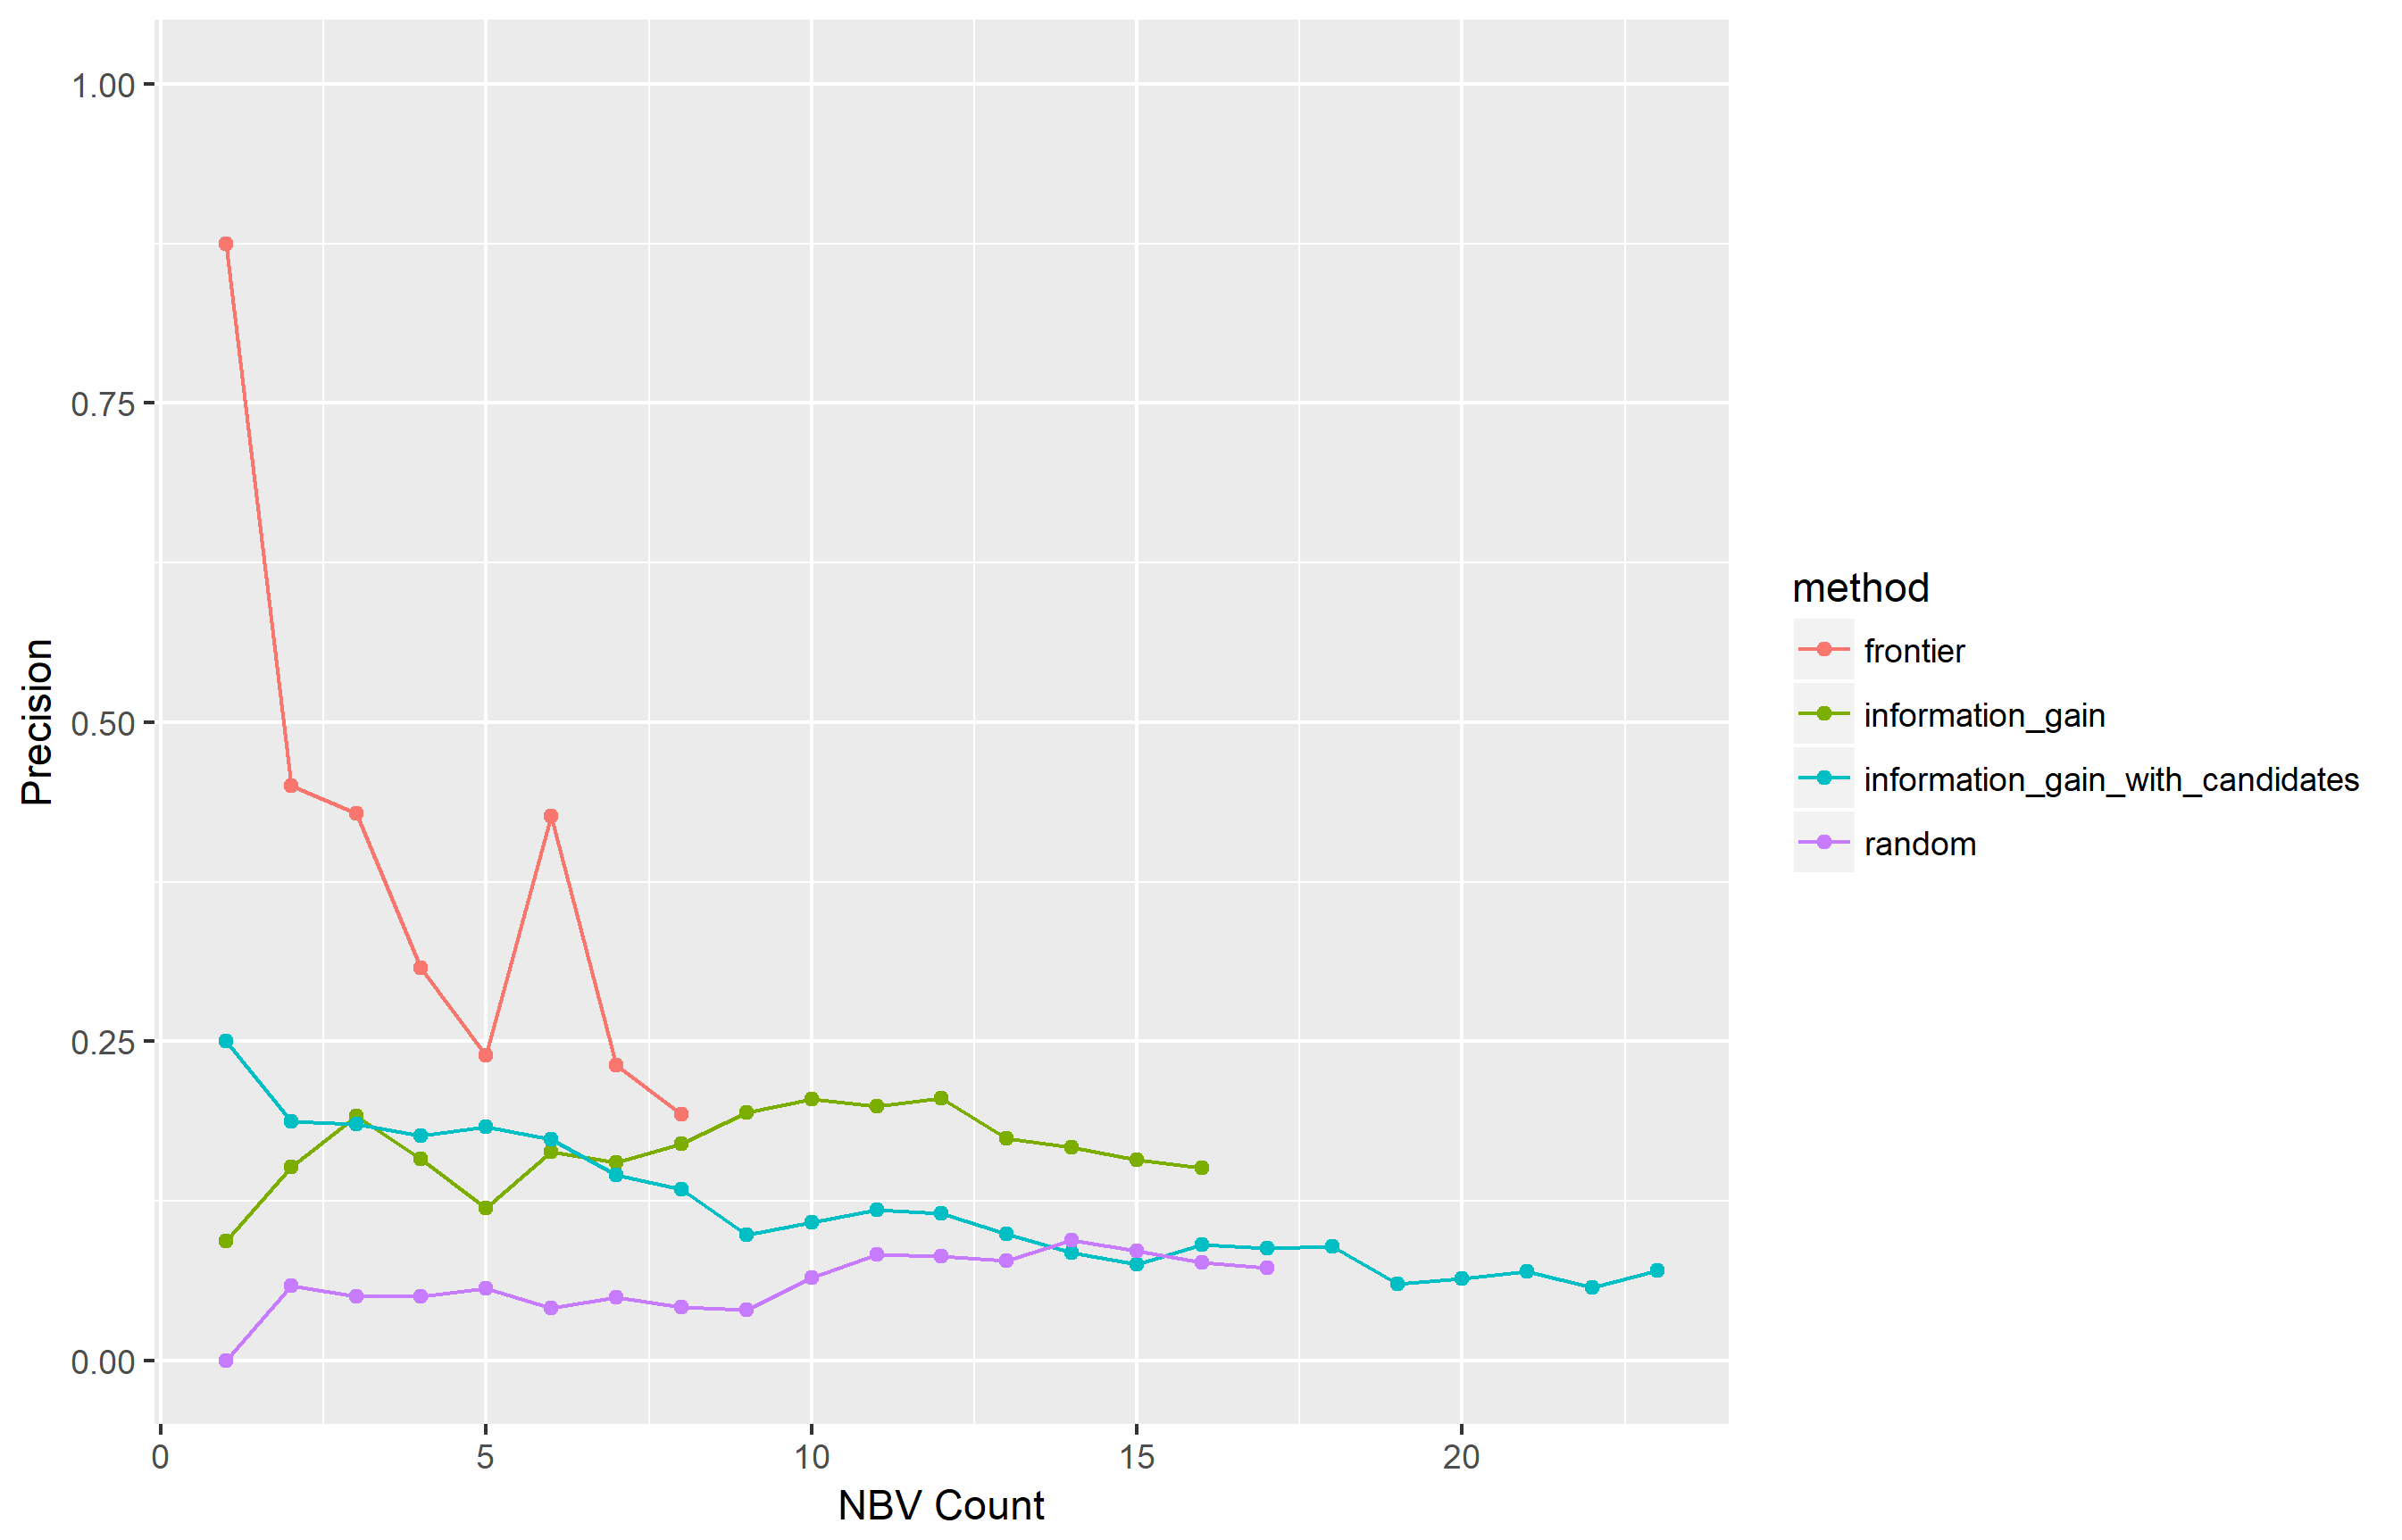 1.00
0.75
0.50
0.25
0.00
Precision
0 5 10 15 20
NBV Count
method
frontier
information_gain
information_gain_with_candidates
random